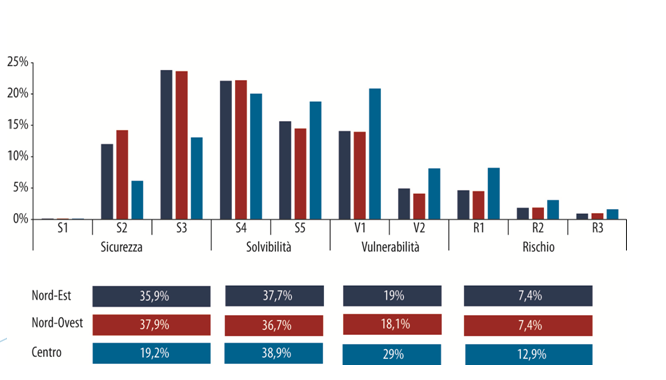 25%
20%
15%
10%
5%
0%
S1 S2 S3 S4 S5 V1 V2 R1 R2 R3
Sicurezza Solvibilità Vulnerabilità Rischio
Nord-Est 35,9% 37,7% 19% 7,4%
Nord-Ovest 37,9% 36,7% 18,1% 7,4%
Centro 19,2% 38,9% 29% 12,9%